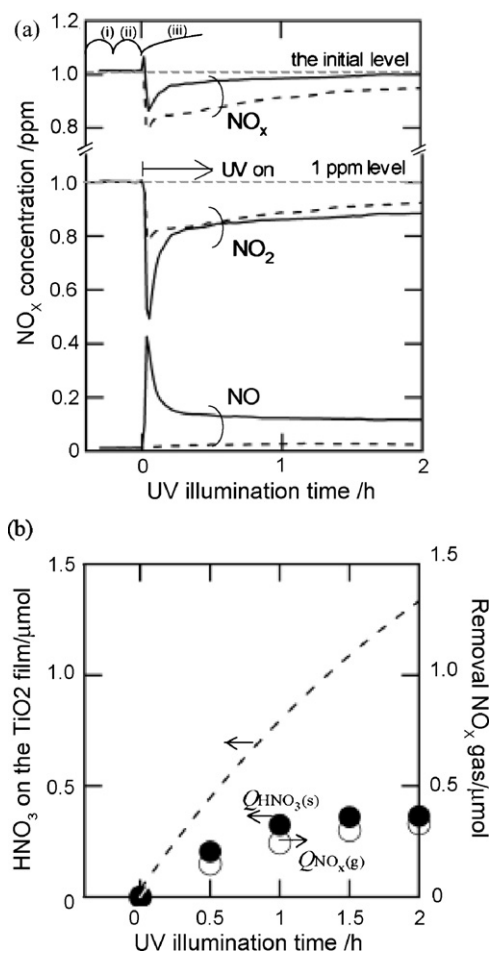 (a)
(i) (ii) (iii)
the initial level
1.0
NOx
0.8
UV on
1 ppm level
1.0
0.8
NO2
0.6
0.4
NO
0.2
0
0 1 2
NOx concentration /ppm
UV illumination time /h
(b)
1.5 1.5
1.0 1.0
0.5 0.5
QHNO3(s)
QNOx(g)
0 0
0 0.5 1 1.5 2
HNO3 on the TiO2 film/μmol
Removal NOx gas/μmol
UV illumination time /h